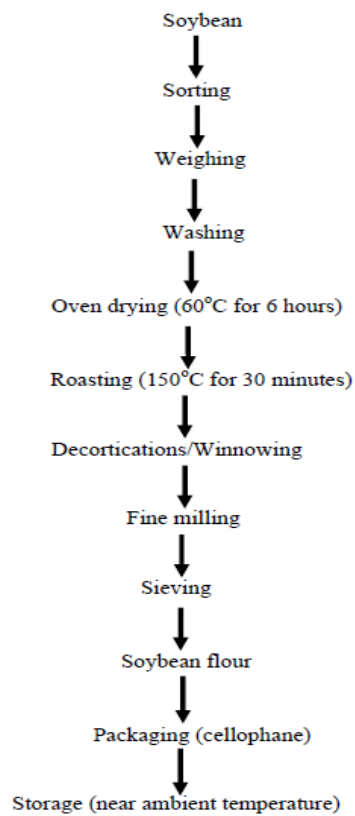 Soybean
Sorting
Weighing
Washing
Oven drying (60°C for 6 hours)
Roasting (150°C for 30 minutes)
Decortications/Winnowing
Fine milling
Sieving
Soybean flour
Packaging (cellophane)
Storage (near ambient temperature)